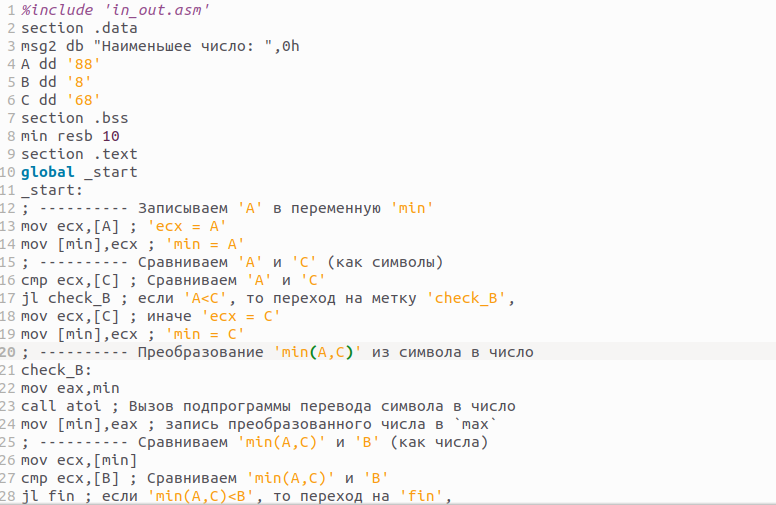 1 %include 'in_out.asm'
2 section .data
3 msg2 db "Наименьшее число: ",0h
4 A dd '88'
5 B dd '8'
6 C dd '68'
7 section .bss
8 min resb 10
9 section .text
10 global _start
11 _start:
12 ; ---------- Записываем 'A' в переменную 'min'
13 mov ecx,[A] ; 'ecx = A'
14 mov [min],ecx ; 'min = A'
15 ; ---------- Сравниваем 'A' и 'C' (как символы)
16 cmp ecx,[C] ; Сравниваем 'A' и 'C'
17 jl check_B ; если 'A<C', то переход на метку 'check_B',
18 mov ecx,[C] ; иначе 'ecx = C'
19 mov [min],ecx ; 'min = C'
20 ; ---------- Преобразование 'min(A,C)' из символа в число
21 check_B:
22 mov eax,min
23 call atoi ; Вызов подпрограммы перевода символа в число
24 mov [min],eax ; запись преобразованного числа в `max`
25 ; ---------- Сравниваем 'min(A,C)' и 'B' (как числа)
26 mov ecx,[min]
27 cmp ecx,[B] ; Сравниваем 'min(A,C)' и 'B'
28 jl fin ; если 'min(A,C)<B', то переход на 'fin',